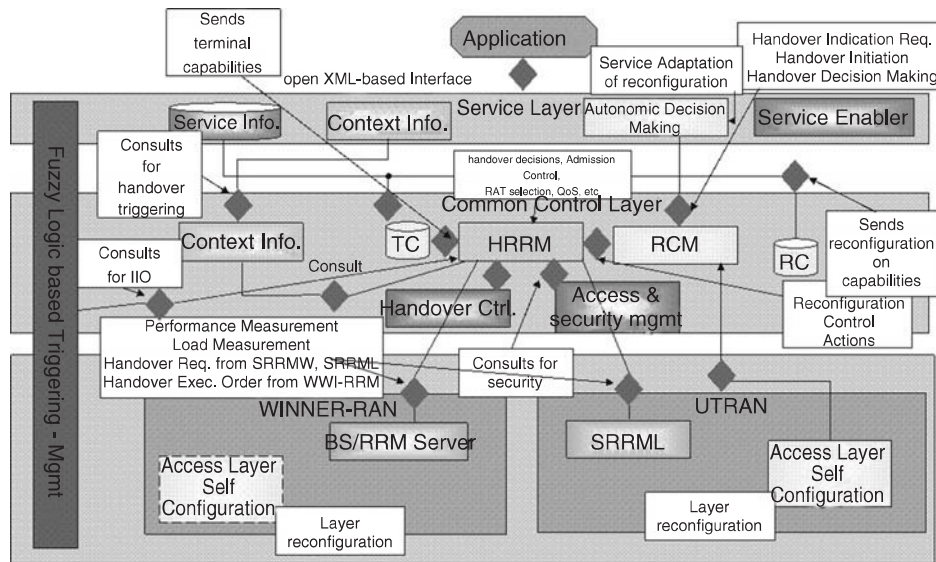 Sends
terminal
capabilities
Application
Handover Indication Req.
Handover Initiation
Handover Decision Making
open XML-based Interface
Service Adaptation
of reconfiguration
Service Layer
Service Info.
Context Info.
Autonomic Decision
Making
Service Enabler
Fuzzy Logic based Triggering - Mgmt
Consults
for
handover
triggering
handover decisions, Admission
Control,
RAT selection, QoS, etc
Common Control Layer
Context Info.
TC
HRRM
RCM
RC
Sends
reconfiguration
on
capabilities
Consults
for IIO
Consult
Handover Ctrl.
Access &
security mgmt
Reconfiguration
Control
Actions
Performance Measurement
Load Measurement
Handover Req. from SRRMW, SRRML
Handover Exec. Order from WWI-RRM
Consults for
security
WINNER-RAN
UTRAN
BS/RRM Server
SRRML
Access Layer
Self
Configuration
Access Layer
Self
Configuration
Layer
reconfiguration
Layer
reconfiguration